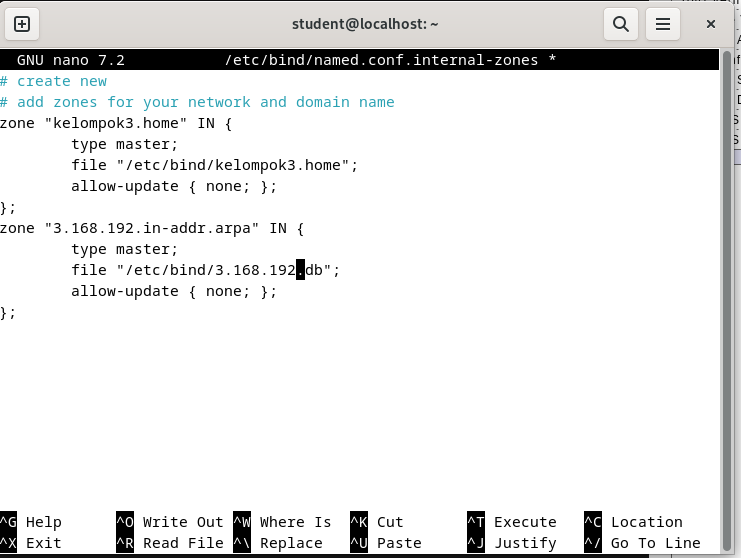 student@localhost: ~
GNU nano 7.2 /etc/bind/named.conf.internal-zones *
# create new
# add zones for your network and domain name
zone "kelompok3.home" IN {
type master;
file "/etc/bind/kelompok3.home";
allow-update { none; };
};
zone "3.168.192.in-addr.arpa" IN {
type master;
file "/etc/bind/3.168.192.db";
allow-update { none; };
};
^G Help ^O Write Out ^W Where Is ^K Cut ^T Execute ^C Location
^X Exit ^R Read File ^\ Replace ^U Paste ^J Justify ^/ Go To Line